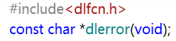 #include<dlfcn.h>
const char *dlerror(void);